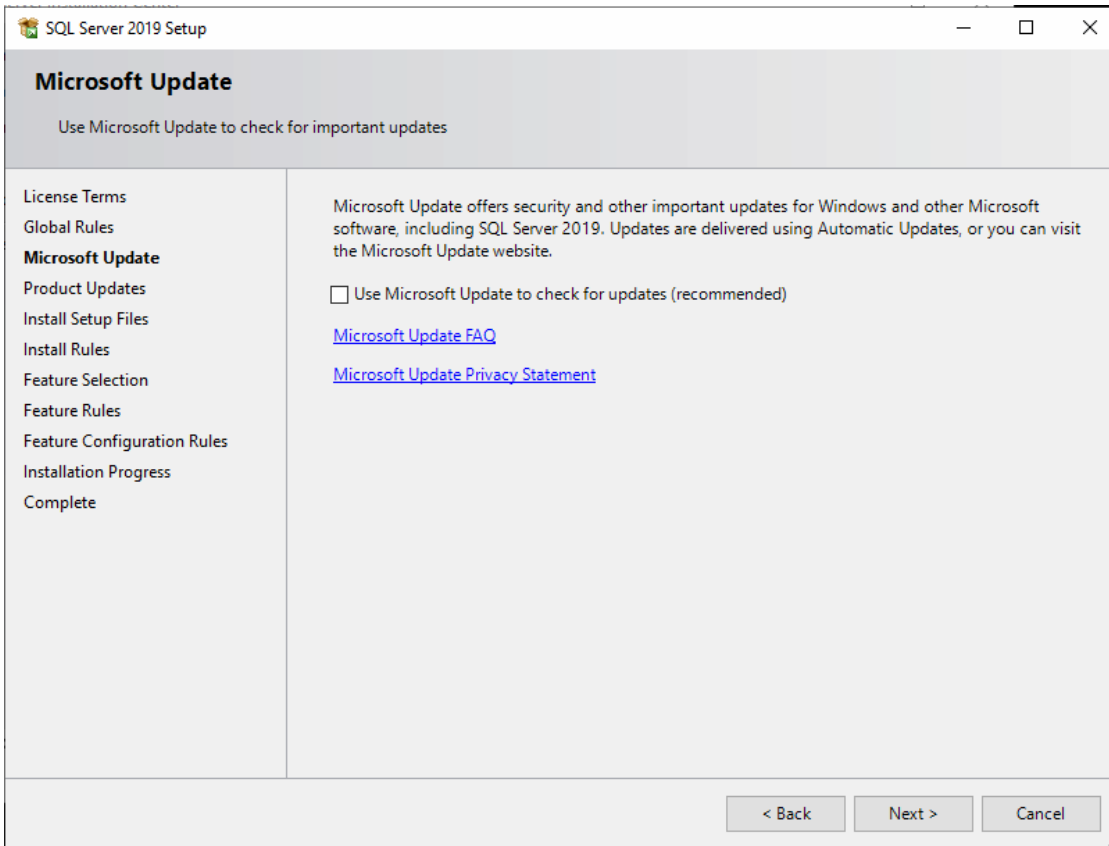 SQL Server 2019 Setup
Microsoft Update
Use Microsoft Update to check for important updates
License Terms
Global Rules
Microsoft Update
Product Updates
Install Setup Files
Install Rules
Feature Selection
Feature Rules
Feature Configuration Rules
Installation Progress
Complete
Microsoft Update offers security and other important updates for Windows and other Microsoft
software, including SQL Server 2019. Updates are delivered using Automatic Updates, or you can visit
the Microsoft Update website.
Use Microsoft Update to check for updates (recommended)
Microsoft Update FAQ
Microsoft Update Privacy Statement
< Back
Next >
Cancel